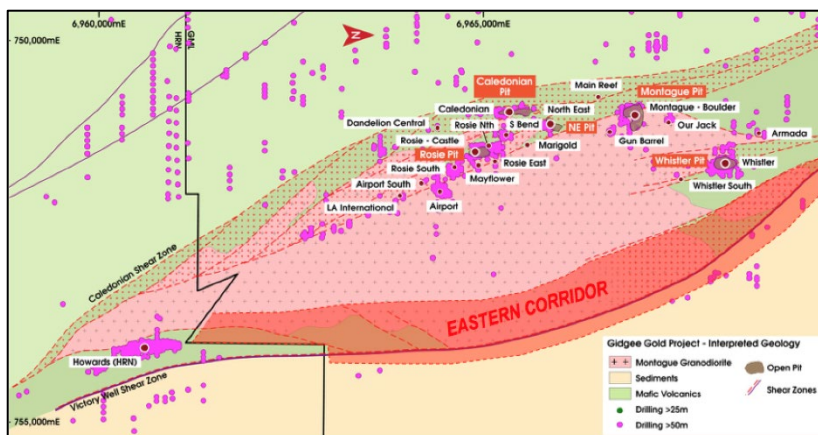 6,960,000mE
6,965,000mE
750,000mE
GML
HRN
N
Caledonian
Pit
Main Reef
Montague Pit
Caledonian
North East
Montague - Boulder
Dandelion Central
Rosie Nth
S Bend
NE Pit
Our Jack
Armada
Rosie - Castle
Marigold
Gun Barrel
Rosie Pit
Whistler Pit
Rosie South
Rosie East
Whistler
Airport South
Mayflower
Whistler South
LA International
Airport
Caledonian Shear Zone
EASTERN CORRIDOR
Howards (HRN)
Victory Well Shear Zone
755,000mE
Gidgee Gold Project - Interpreted Geology
Montague Granodiorite
Open Pit
Sediments
Shear Zones
Mafic Volcanics
Drilling >25m
Drilling >50m